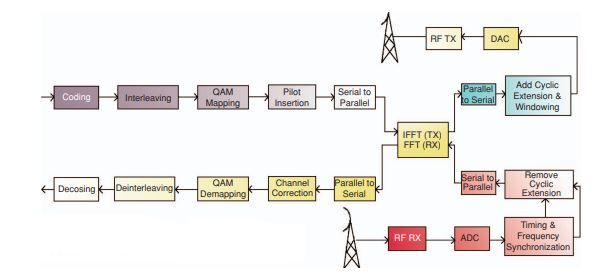 RF TX
DAC
Coding
Interleaving
QAM
Mapping
Pilot
Insertion
Serial to
Parallel
Parallel
to Serial
Add Cyclic
Extension &
Windowing
IFFT (TX)
FFT (RX)
Decosing
Deinterleaving
QAM
Demapping
Channel
Correction
Parallel to
Serial
Serial to
Parallel
Remove
Cyclic
Extension
RF RX
ADC
Timing &
Frequency
Synchronization